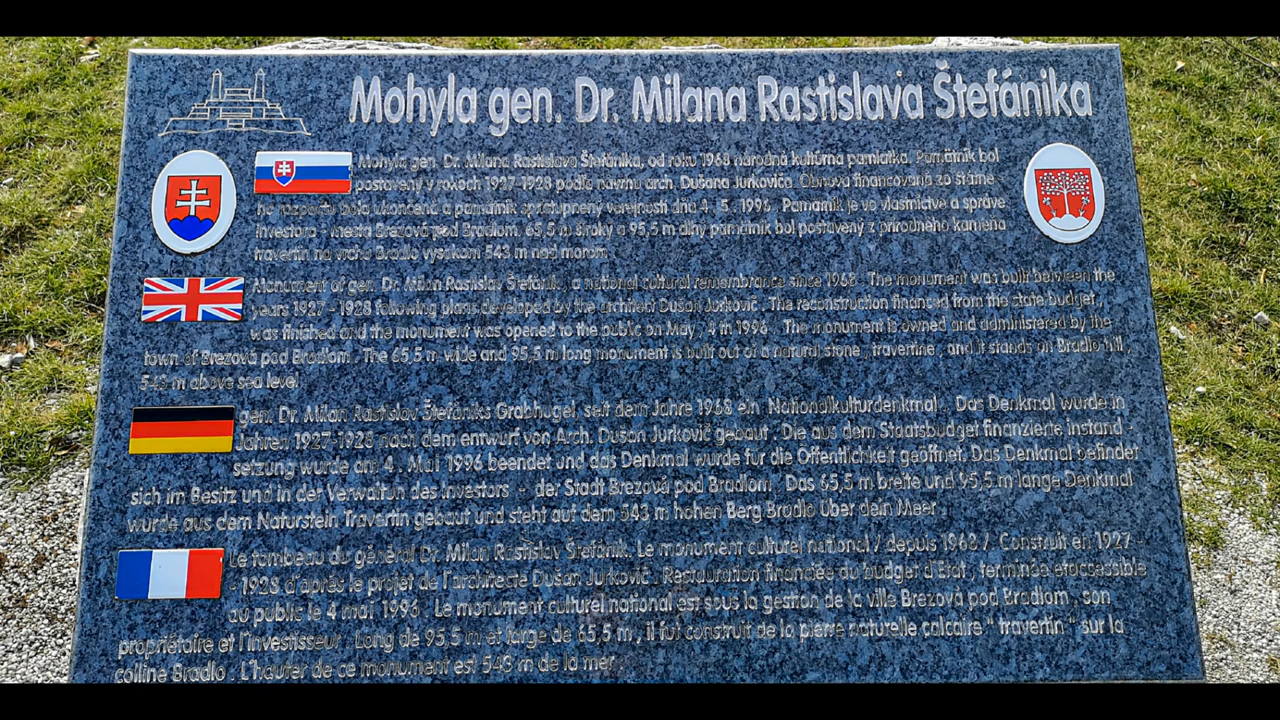 Mohyla gen. Dr. Milana Rastislava Štefánika
Mohyla gen. Dr. Milana Rastislava Štefánika, od roku 1968 národná kultúrna pamiatka. Pamätník bol
postavený v rokoch 1927-1928 podľa návrhu arch. Dušana Jurkoviča. Obnova financovaná zo štátne-
ho rozpočtu bola ukončená a pamätník sprístupnený verejnosti dňa 4. 5. 1996. Pamätník je vo vlastníctve a správe
investora - mesta Brezová pod Bradlom. 65,5 m široký a 95,5 m dlhý pamätník bol postavený z prírodného kameňa
travertín na vrchu Bradlo vysokom 543 m nad morom
Monument of gen. Dr. Milan Rastislav Štefánik, a national cultural remembrance since 1968. The monument was built between the
years 1927 - 1928 following plans developed by the architect Dušan Jurkovič. The reconstruction financed from the state budget,
was finished and the monument was opened to the public on May, 4 in 1996. The monument is owned and administered by the
town of Brezová pod Bradlom. The 65,5 m wide and 95,5 m long monument is built out of a natural stone, travertine, and it stands on Bradlo hill
543 m above sea level
gen. Dr. Milan Rastislav Štefániks Grabhugel, seit dem Jahre 1968 ein Nationalkulturdenkmal. Das Denkmal wurde in
Jahren 1927-1928 nach dem entwurf von Arch. Dušan Jurkovič gebaut. Die aus dem Staatsbudget finanzierte instand -
setzung wurde am 4. Mai 1996 beendet und das Denkmal wurde fur die Offentlichkeit geöffnet. Das Denkmal befindet
sich im Besitz und in der Verwaltun des Investors - der Stadt Brezová pod Bradlom. Das 65,5 m breite und 95,5 m lange Denkmal
wurde aus dem Naturstein Travertin gebaut und steht auf dem 543 m hohen Berg Bradlo Über dein Meer.
Le tombeau du général Dr. Milan Rastislav Štefánik. Le monument culturel national / depuis 1968 /. Construit en 1927 -
- 1928 d'après le projet de l'architecte Dušan Jurkovič. Restauration financiée du budget d'Etat, terminée etaccessible
au public le 4 mai 1996. Le monument culturel national est sous la gestion de la ville Brezová pod Bradlom, son
propriétaire et l'investisseur. Long de 95,5 m et large de 65,5 m, il fut construit de la pierre naturelle calcaire "travertin" sur la
colline Bradlo. L'hauter de ce monument est 543 m de la mer.